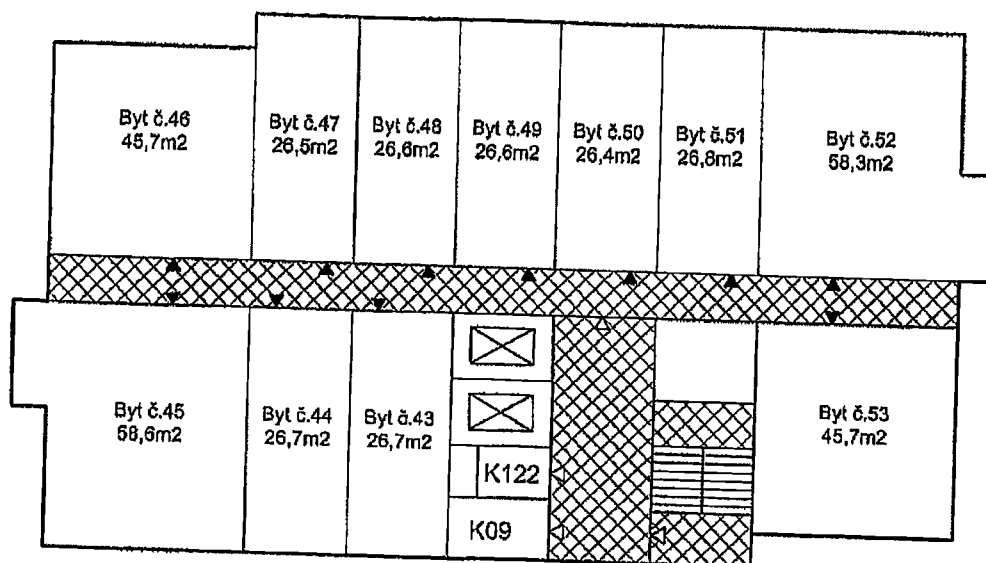 Byt č.46
45,7m2
Byt č.47
26,5m2
Byt č.48
26,6m2
Byt č.49
26,6m2
Byt č.50
26,4m2
Byt č.51
26,8m2
Byt č.52
58,3m2
Byt č.45
58,6m2
Byt č.44
26,7m2
Byt č.43
26,7m2
K122
K09
Byt č.53
45,7m2